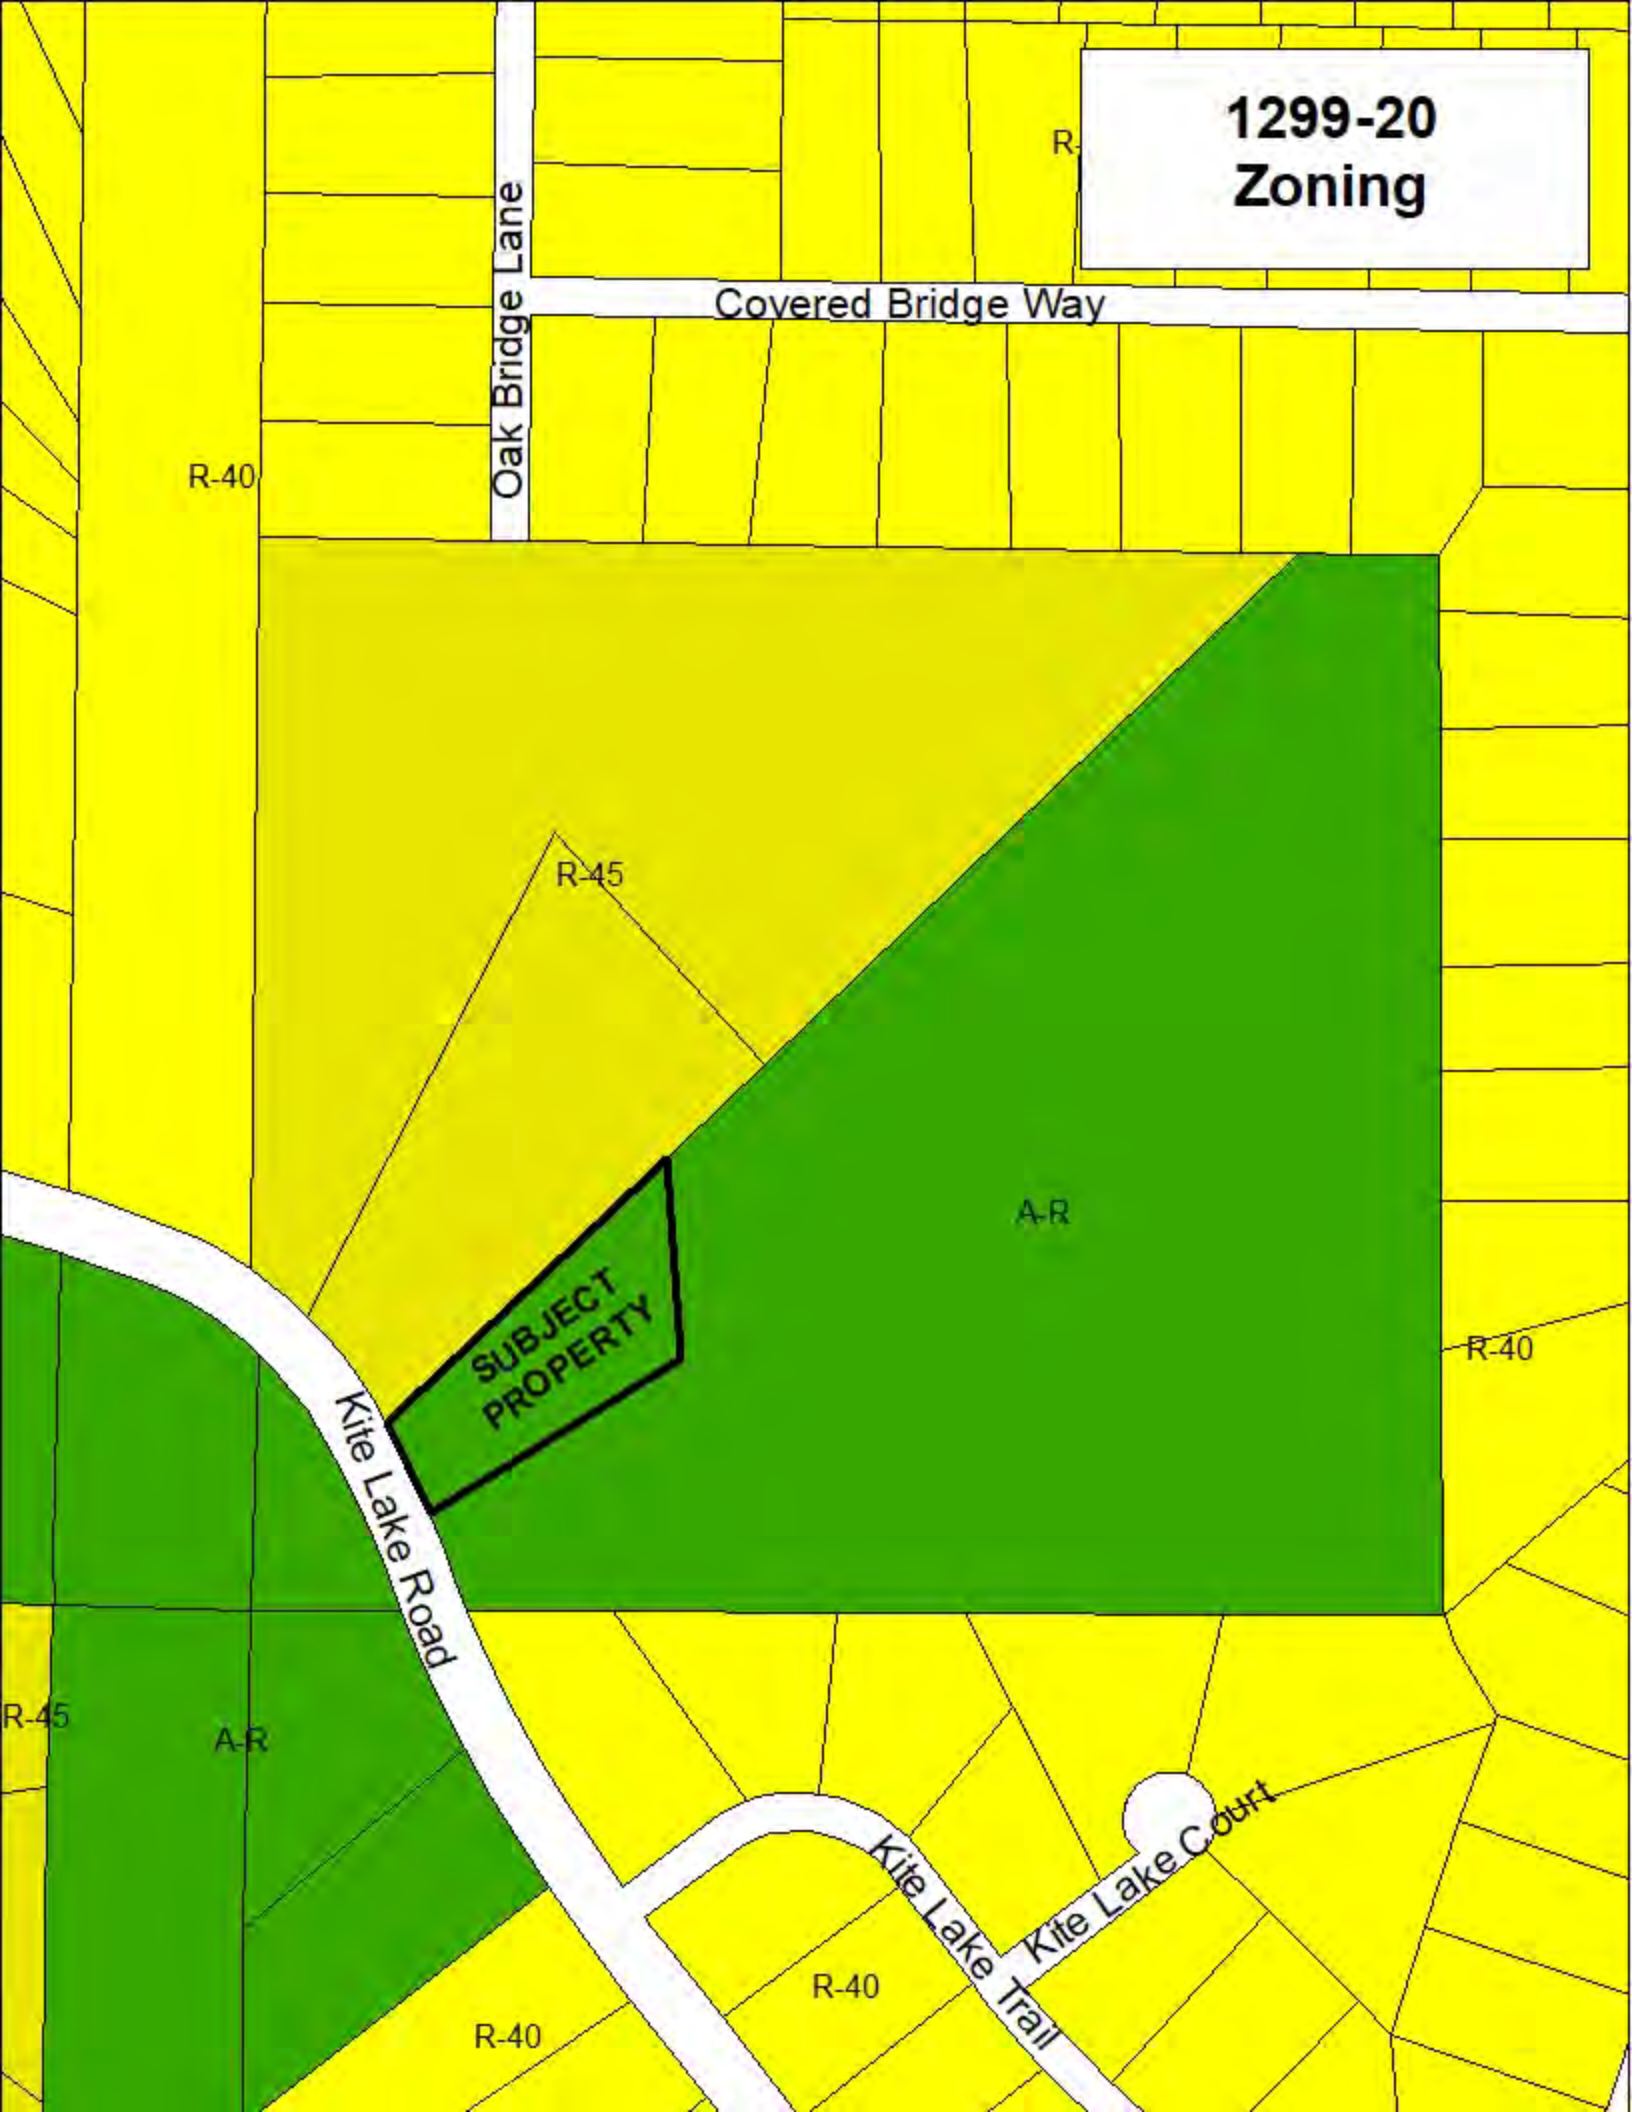 1299-20
Zoning
R-
Covered Bridge Way
Oak Bridge Lane
R-40
R-45
A-R
SUBJECT
PROPERTY
R-40
Kite Lake Road
R-45
A-R
Kite Lake Court
Kite Lake Trail
R-40
R-40